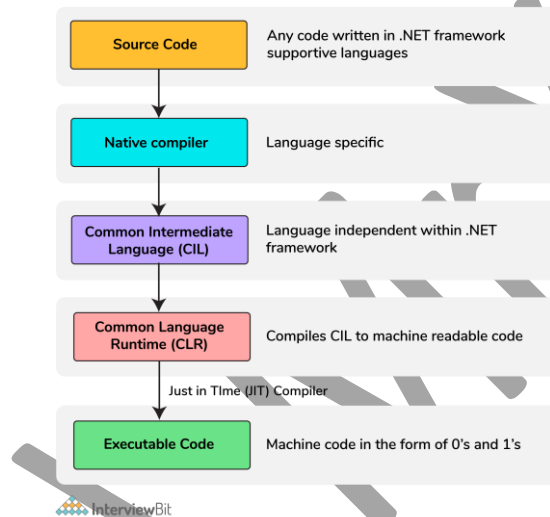 Source Code
Any code written in .NET framework
supportive languages
Native compiler
Language specific
Common Intermediate
Language (CIL)
Language independent within .NET
framework
Common Language
Runtime (CLR)
Compiles CIL to machine readable code
Just in TIme (JIT) Compiler
Executable Code
Machine code in the form of 0's and 1's
InterviewBit